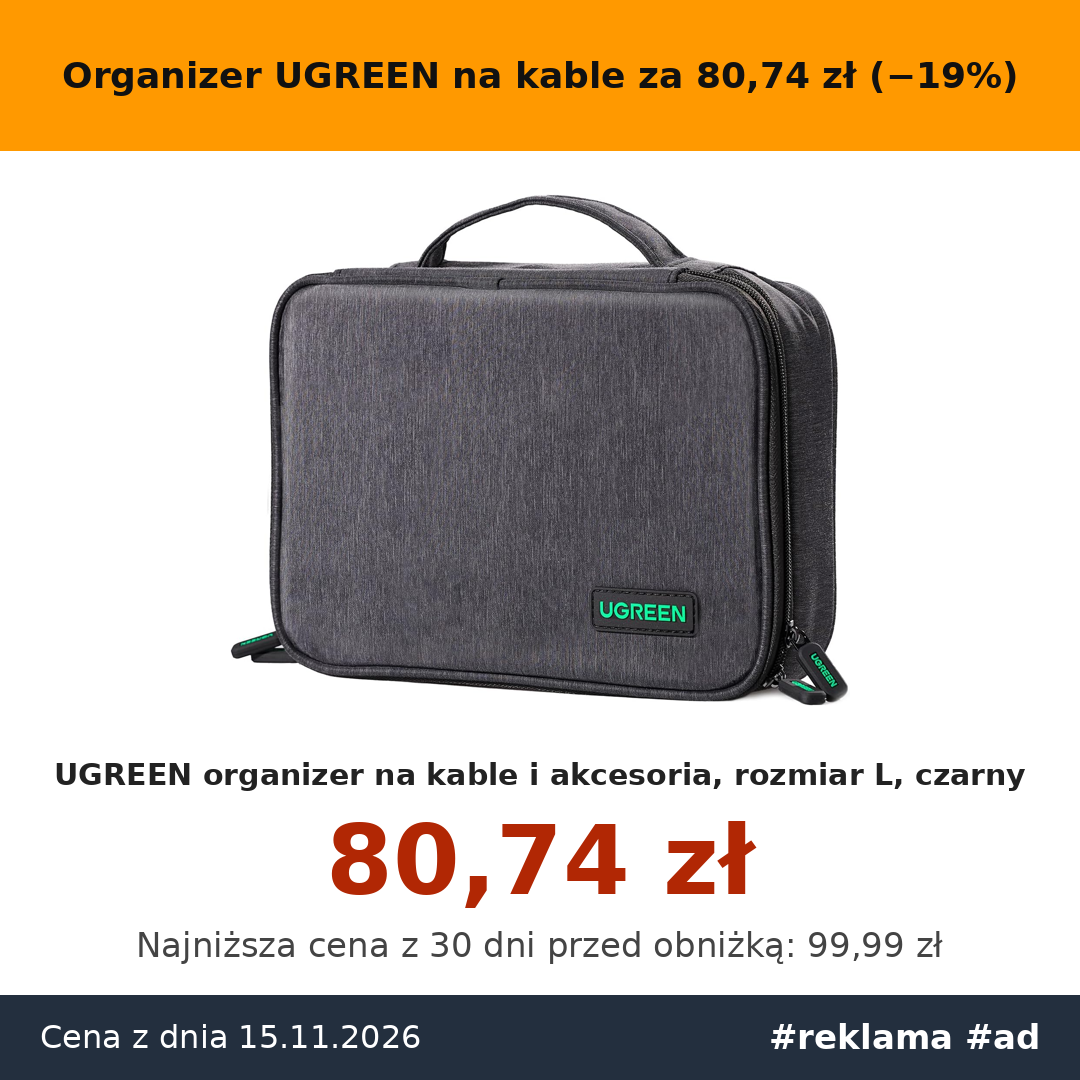 Organizer UGREEN na kable za 80,74 zł (−19%)
UGREEN
UGREEN
UGREEN organizer na kable i akcesoria, rozmiar L, czarny
80,74 zł
Najniższa cena z 30 dni przed obniżką: 99,99 zł
Cena z dnia 15.11.2026
#reklama #ad